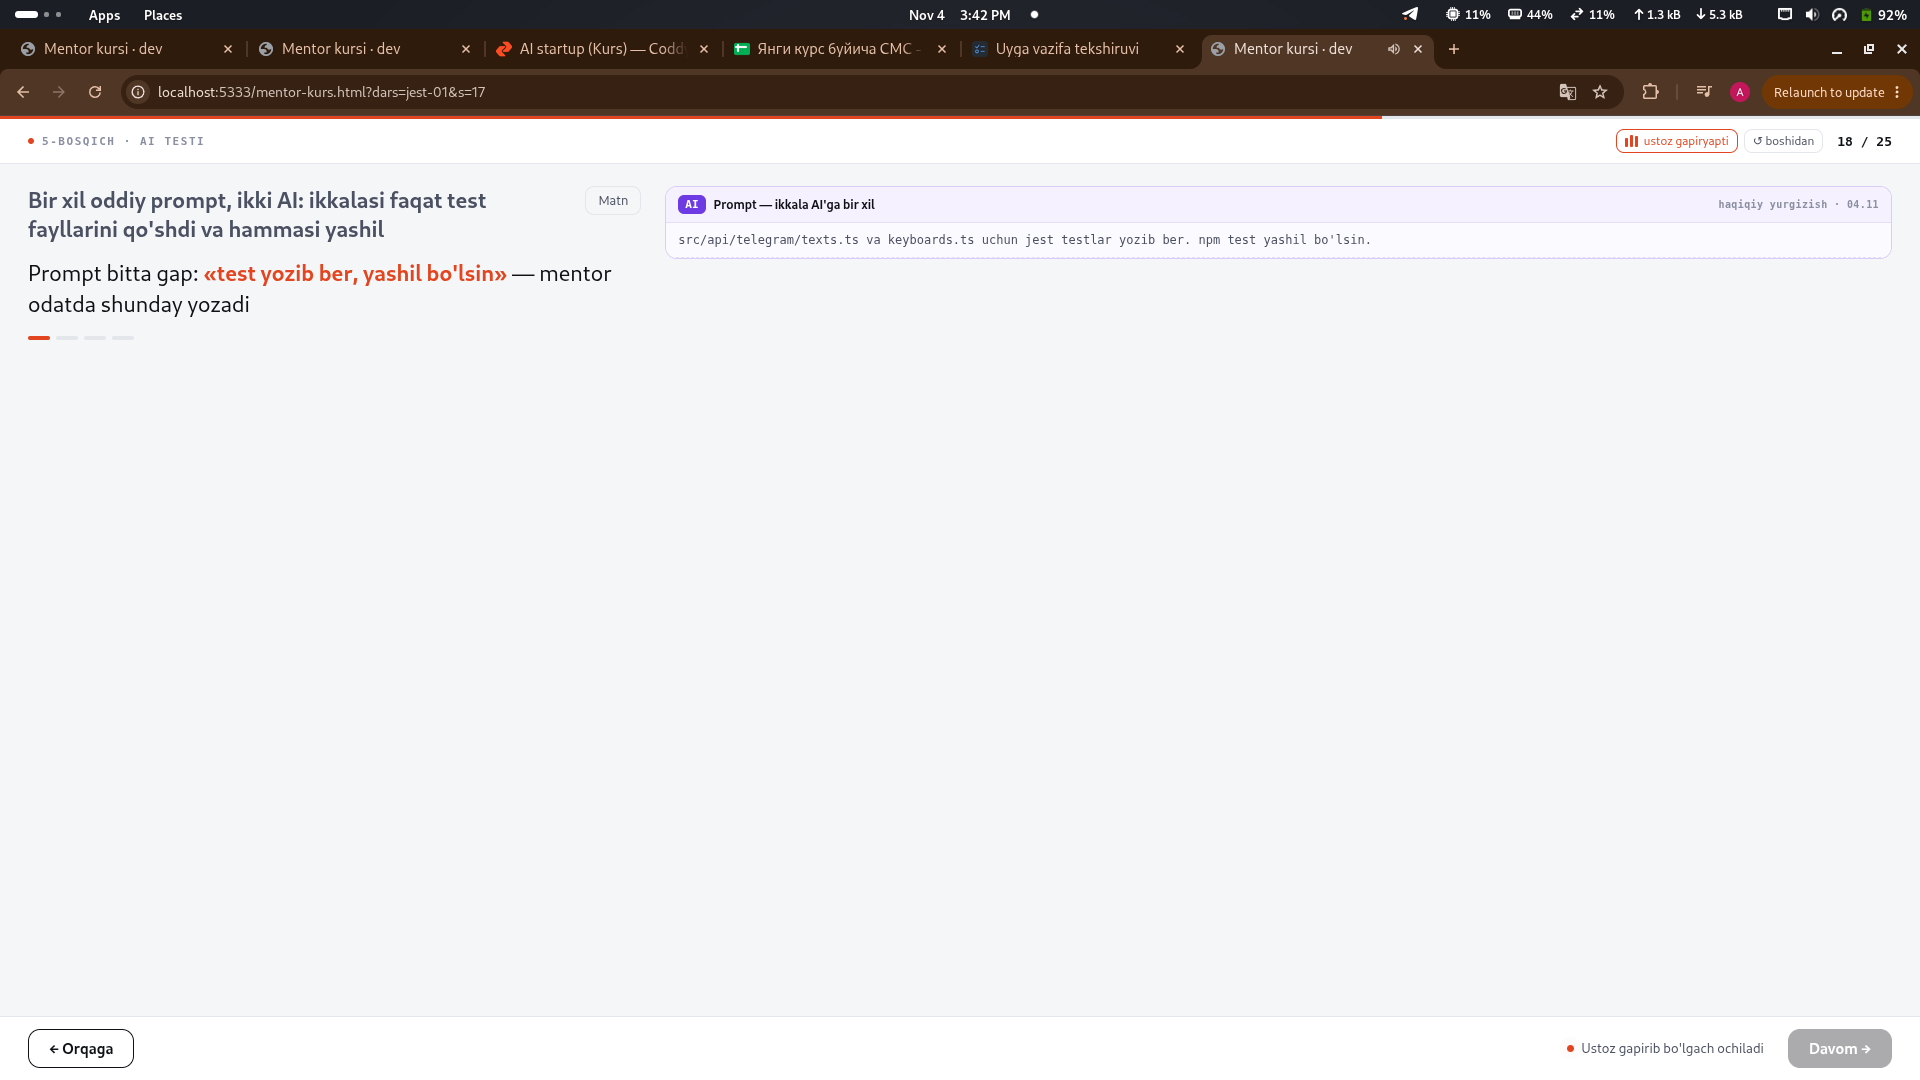 Apps Places Nov 4 3:42 PM 11% 44% 11% 1.3 kB 5.3 kB 92%
Mentor kursi · dev Mentor kursi · dev AI startup (Kurs) — Codd Янги курс буйича СМС - Uyga vazifa tekshiruvi Mentor kursi · dev
localhost:5333/mentor-kurs.html?dars=jest-01&s=17 A Relaunch to update
5-BOSQICH · AI TESTI ustoz gapiryapti ↺ boshidan 18 / 25
Bir xil oddiy prompt, ikki AI: ikkalasi faqat test
fayllarini qo'shdi va hammasi yashil
Matn
Prompt bitta gap: «test yozib ber, yashil bo'lsin» — mentor
odatda shunday yozadi
AI Prompt — ikkala AI'ga bir xil haqiqiy yurgizish · 04.11
src/api/telegram/texts.ts va keyboards.ts uchun jest testlar yozib ber. npm test yashil bo'lsin.
← Orqaga Ustoz gapirib bo'lgach ochiladi Davom →